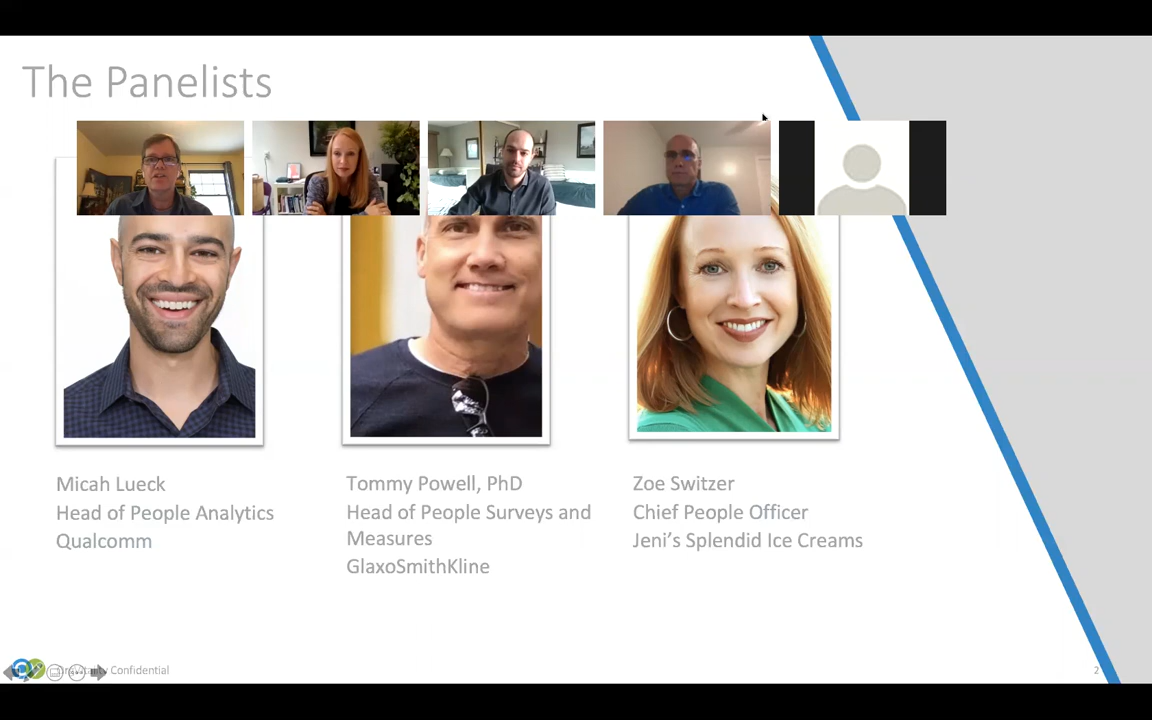 The Panelists
Micah Lueck
Head of People Analytics
Qualcomm
Tommy Powell, PhD
Head of People Surveys and
Measures
GlaxoSmithKline
Zoe Switzer
Chief People Officer
Jeni's Splendid Ice Creams
Confidential
2